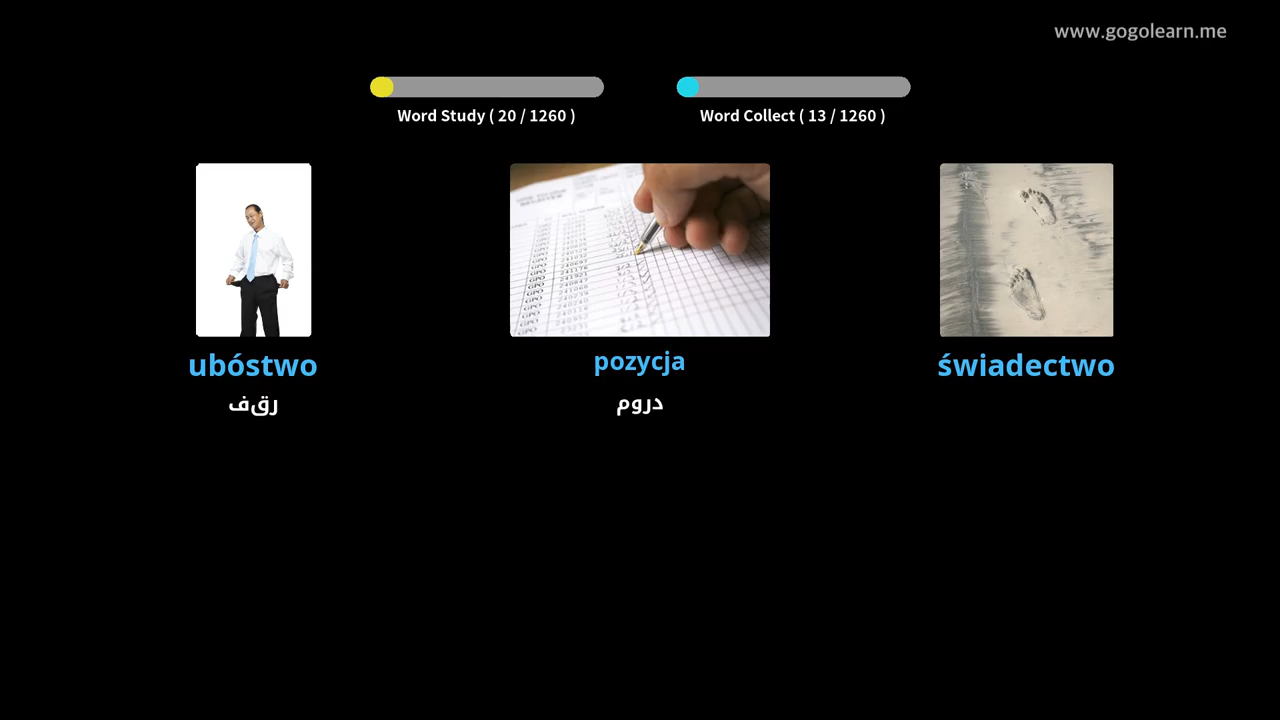 www.gogolearn.me
Word Study ( 20 / 1260 )
Word Collect ( 13 / 1260 )
ubóstwo
رقف
pozycja
دروم
świadectwo